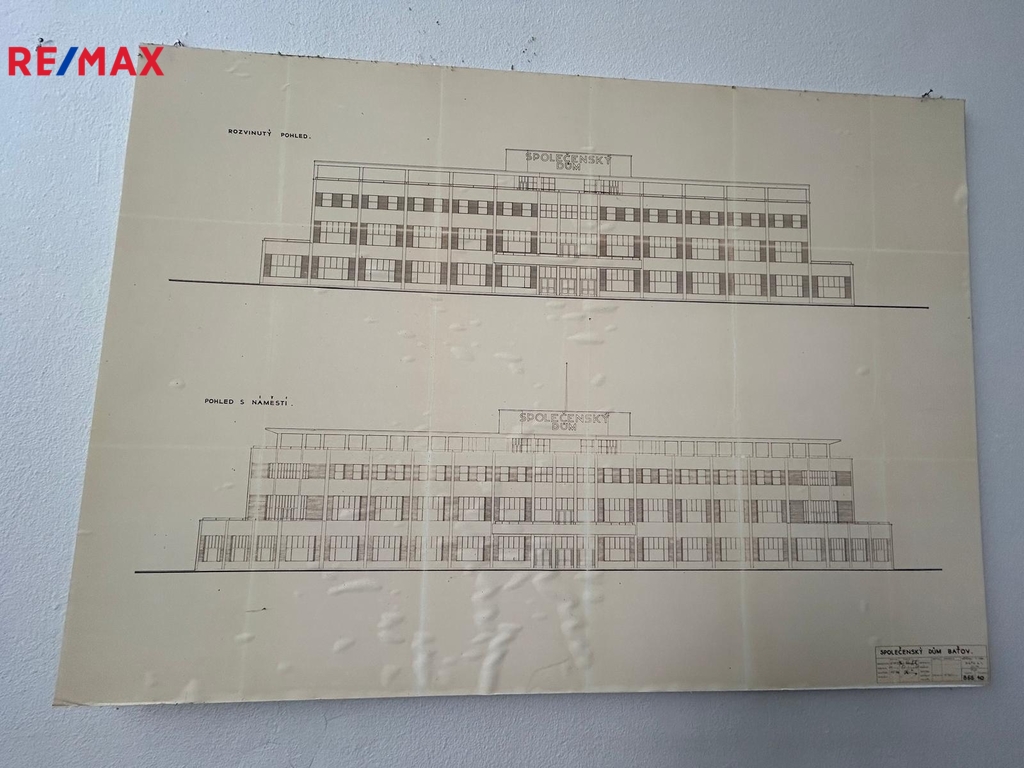 RE/MAX
ROZVINUTÝ POHLED.
SPOLEČENSKÝ
DŮM
POHLED S NÁMĚSTÍ.
SPOLEČENSKÝ
DŮM
SPOLEČENSKÝ DŮM BAŤOV.